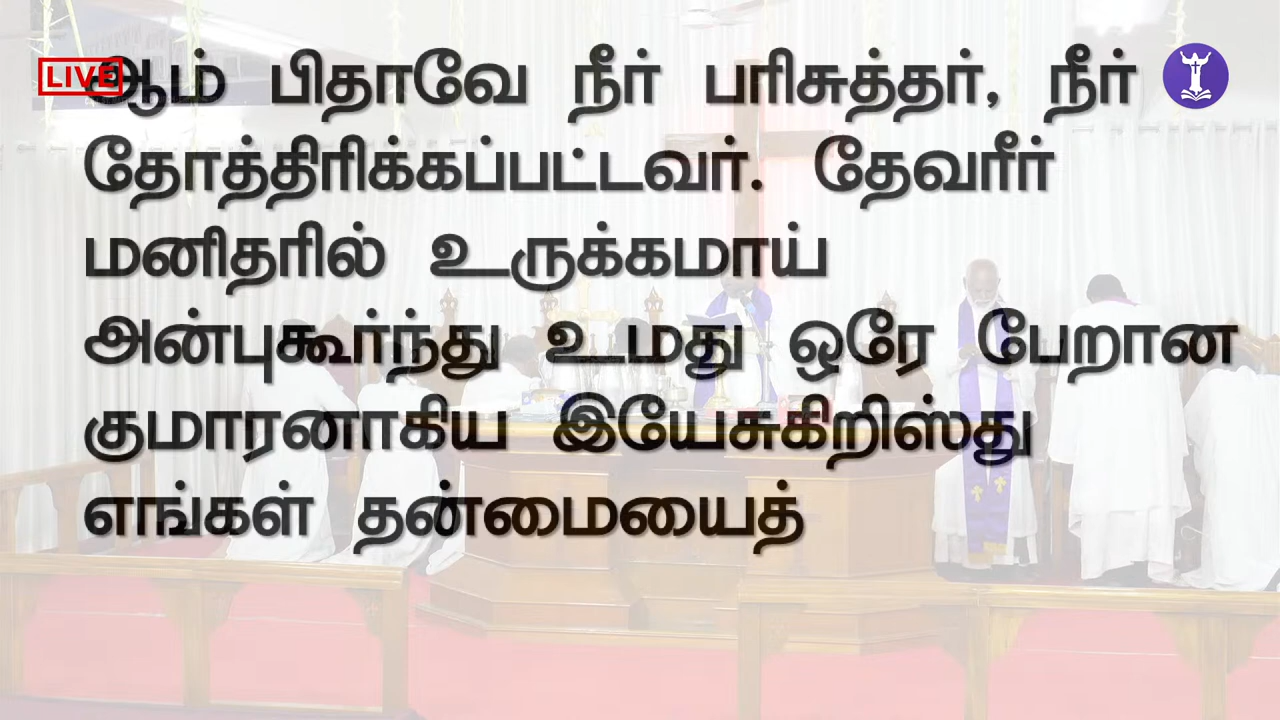 LIVE
ஆம் பிதாவே நீர் பரிசுத்தர், நீர்
தோத்திரிக்கப்பட்டவர். தேவரீர்
மனிதரில் உருக்கமாய்
அன்புகூர்ந்து உமது ஒரே பேறான
குமாரனாகிய இயேசுகிறிஸ்து
எங்கள் தன்மையைத்